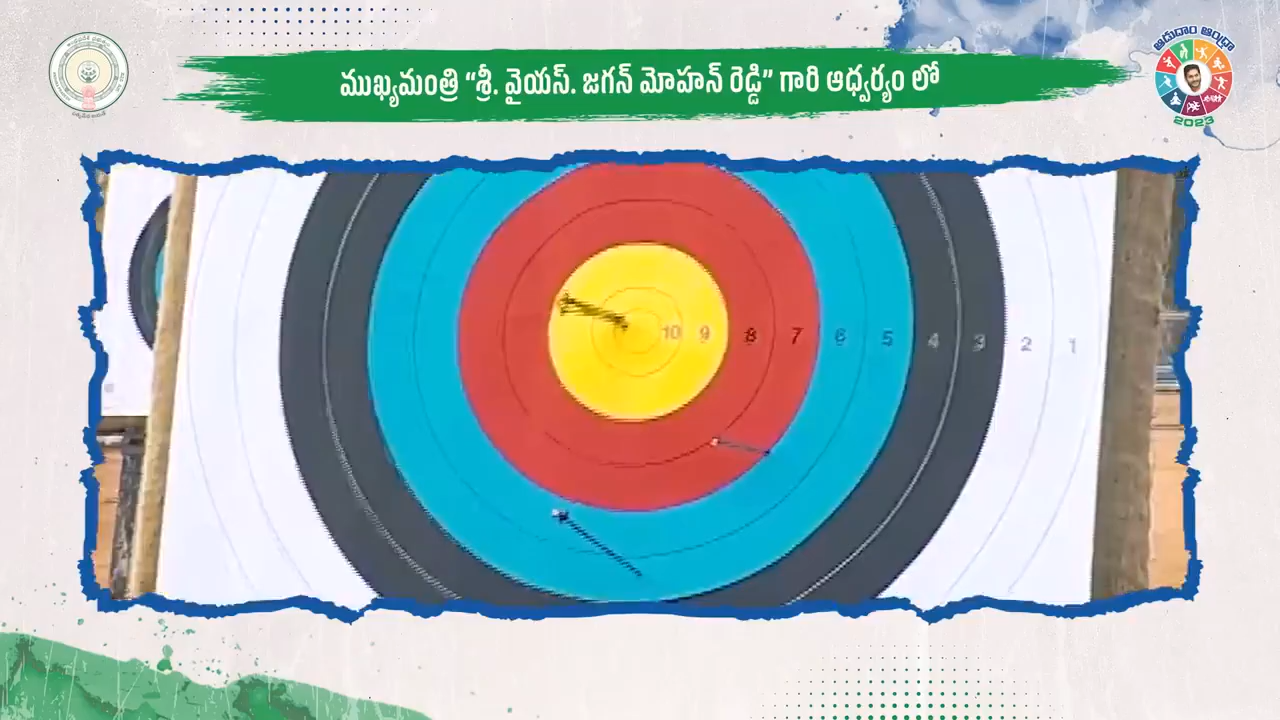 ముఖ్యమంత్రి “శ్రీ. వైయస్. జగన్ మోహన్ రెడ్డి” గారి ఆధ్వర్యం లో
ఆడుదాం ఆంధ్రా
2023
10 9 8 7 6 5 4 3 2 1